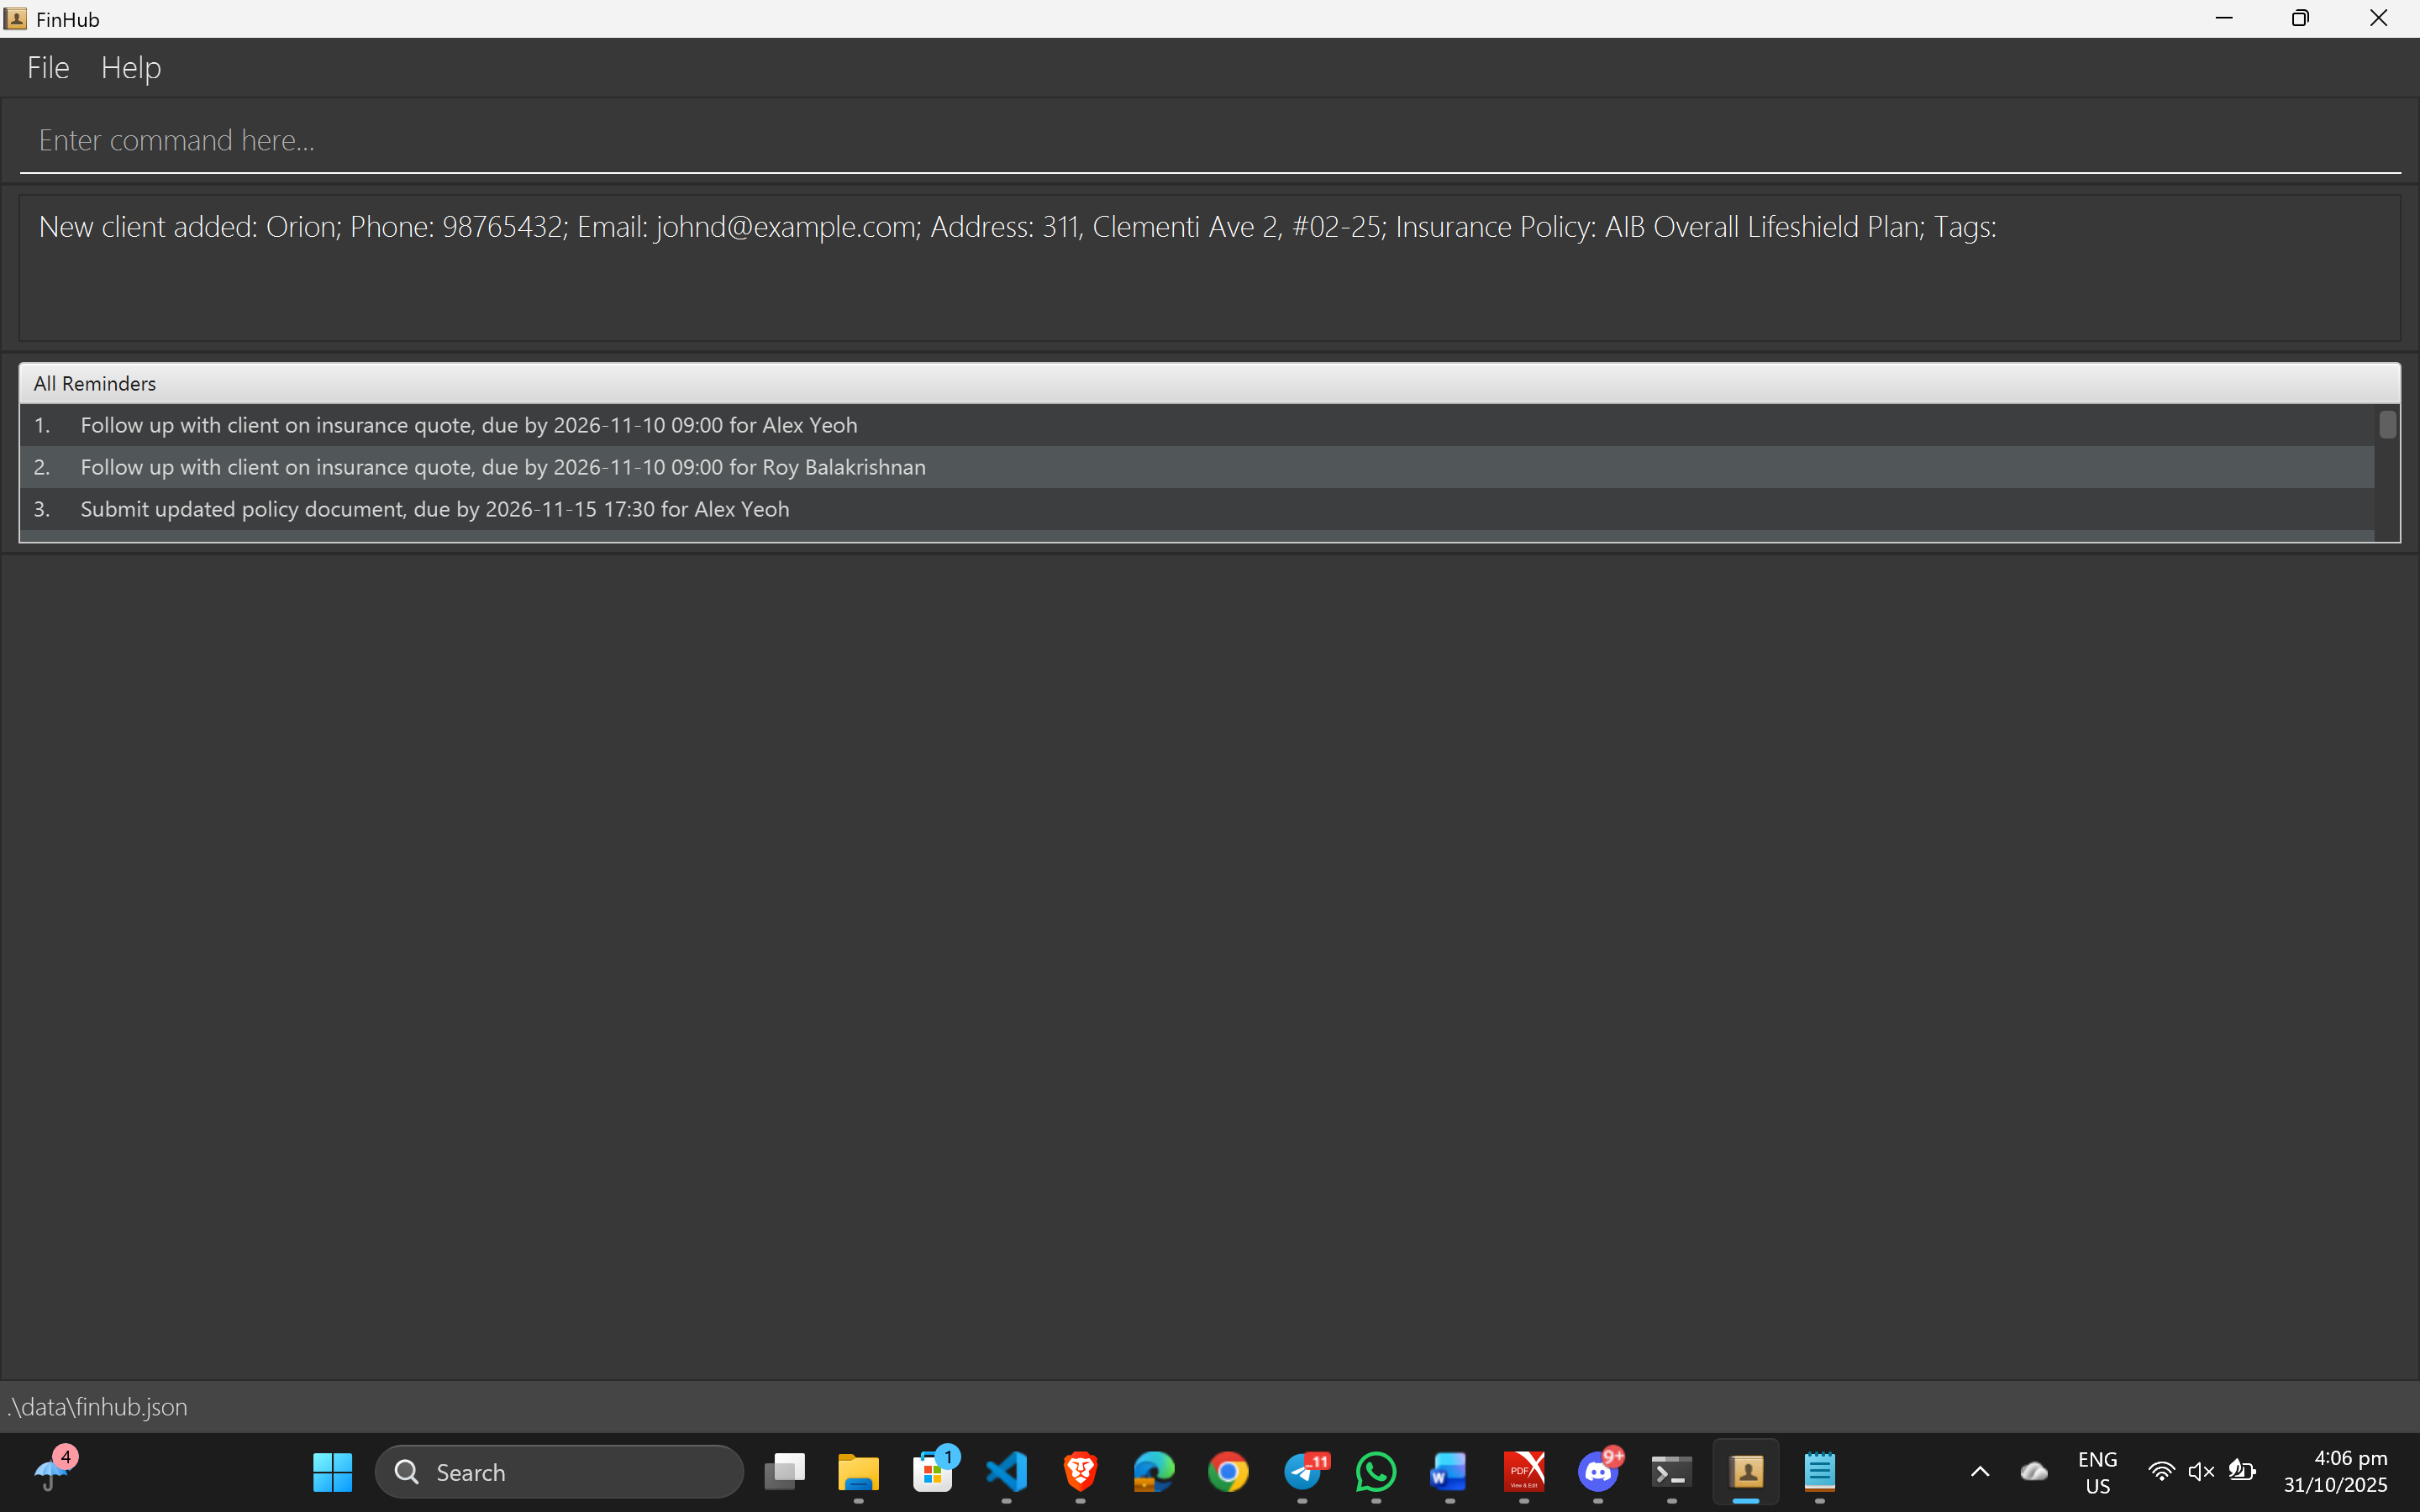 FinHub
File Help
Enter command here...
New client added: Orion; Phone: 98765432; Email: johnd@example.com; Address: 311, Clementi Ave 2, #02-25; Insurance Policy: AIB Overall Lifeshield Plan; Tags:
All Reminders
1. Follow up with client on insurance quote, due by 2026-11-10 09:00 for Alex Yeoh
2. Follow up with client on insurance quote, due by 2026-11-10 09:00 for Roy Balakrishnan
3. Submit updated policy document, due by 2026-11-15 17:30 for Alex Yeoh
.\data\finhub.json
4
Search
1
11
W
PDF
View & Edit
9+
ENG
US
4:06 pm
31/10/2025